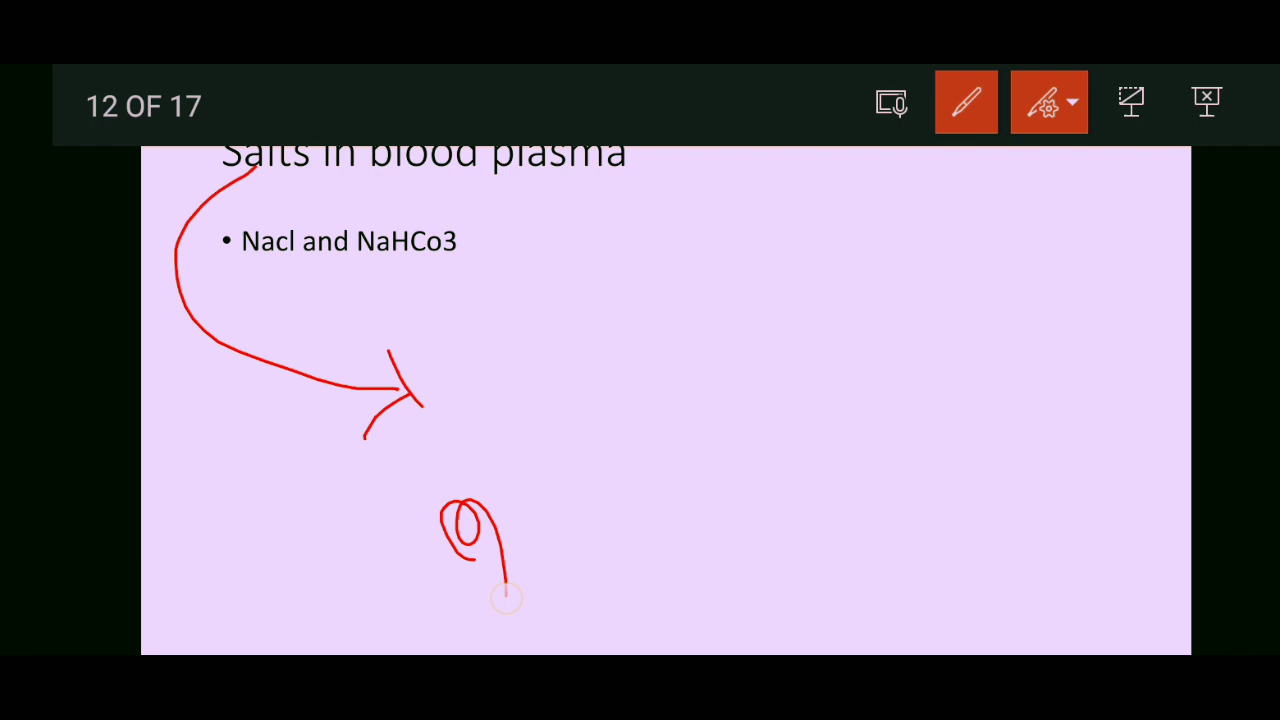 12 OF 17
Salts in blood plasma
• Nacl and NaHCo3